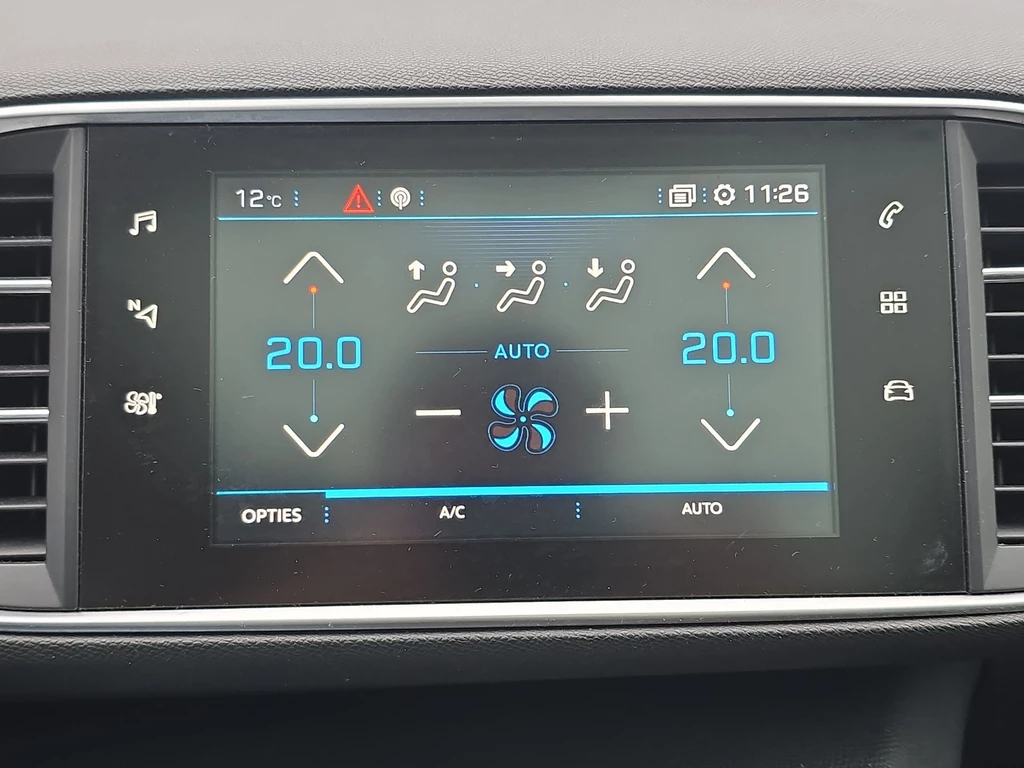 12°C 11:26
N
20.0 AUTO 20.0
OPTIES A/C AUTO